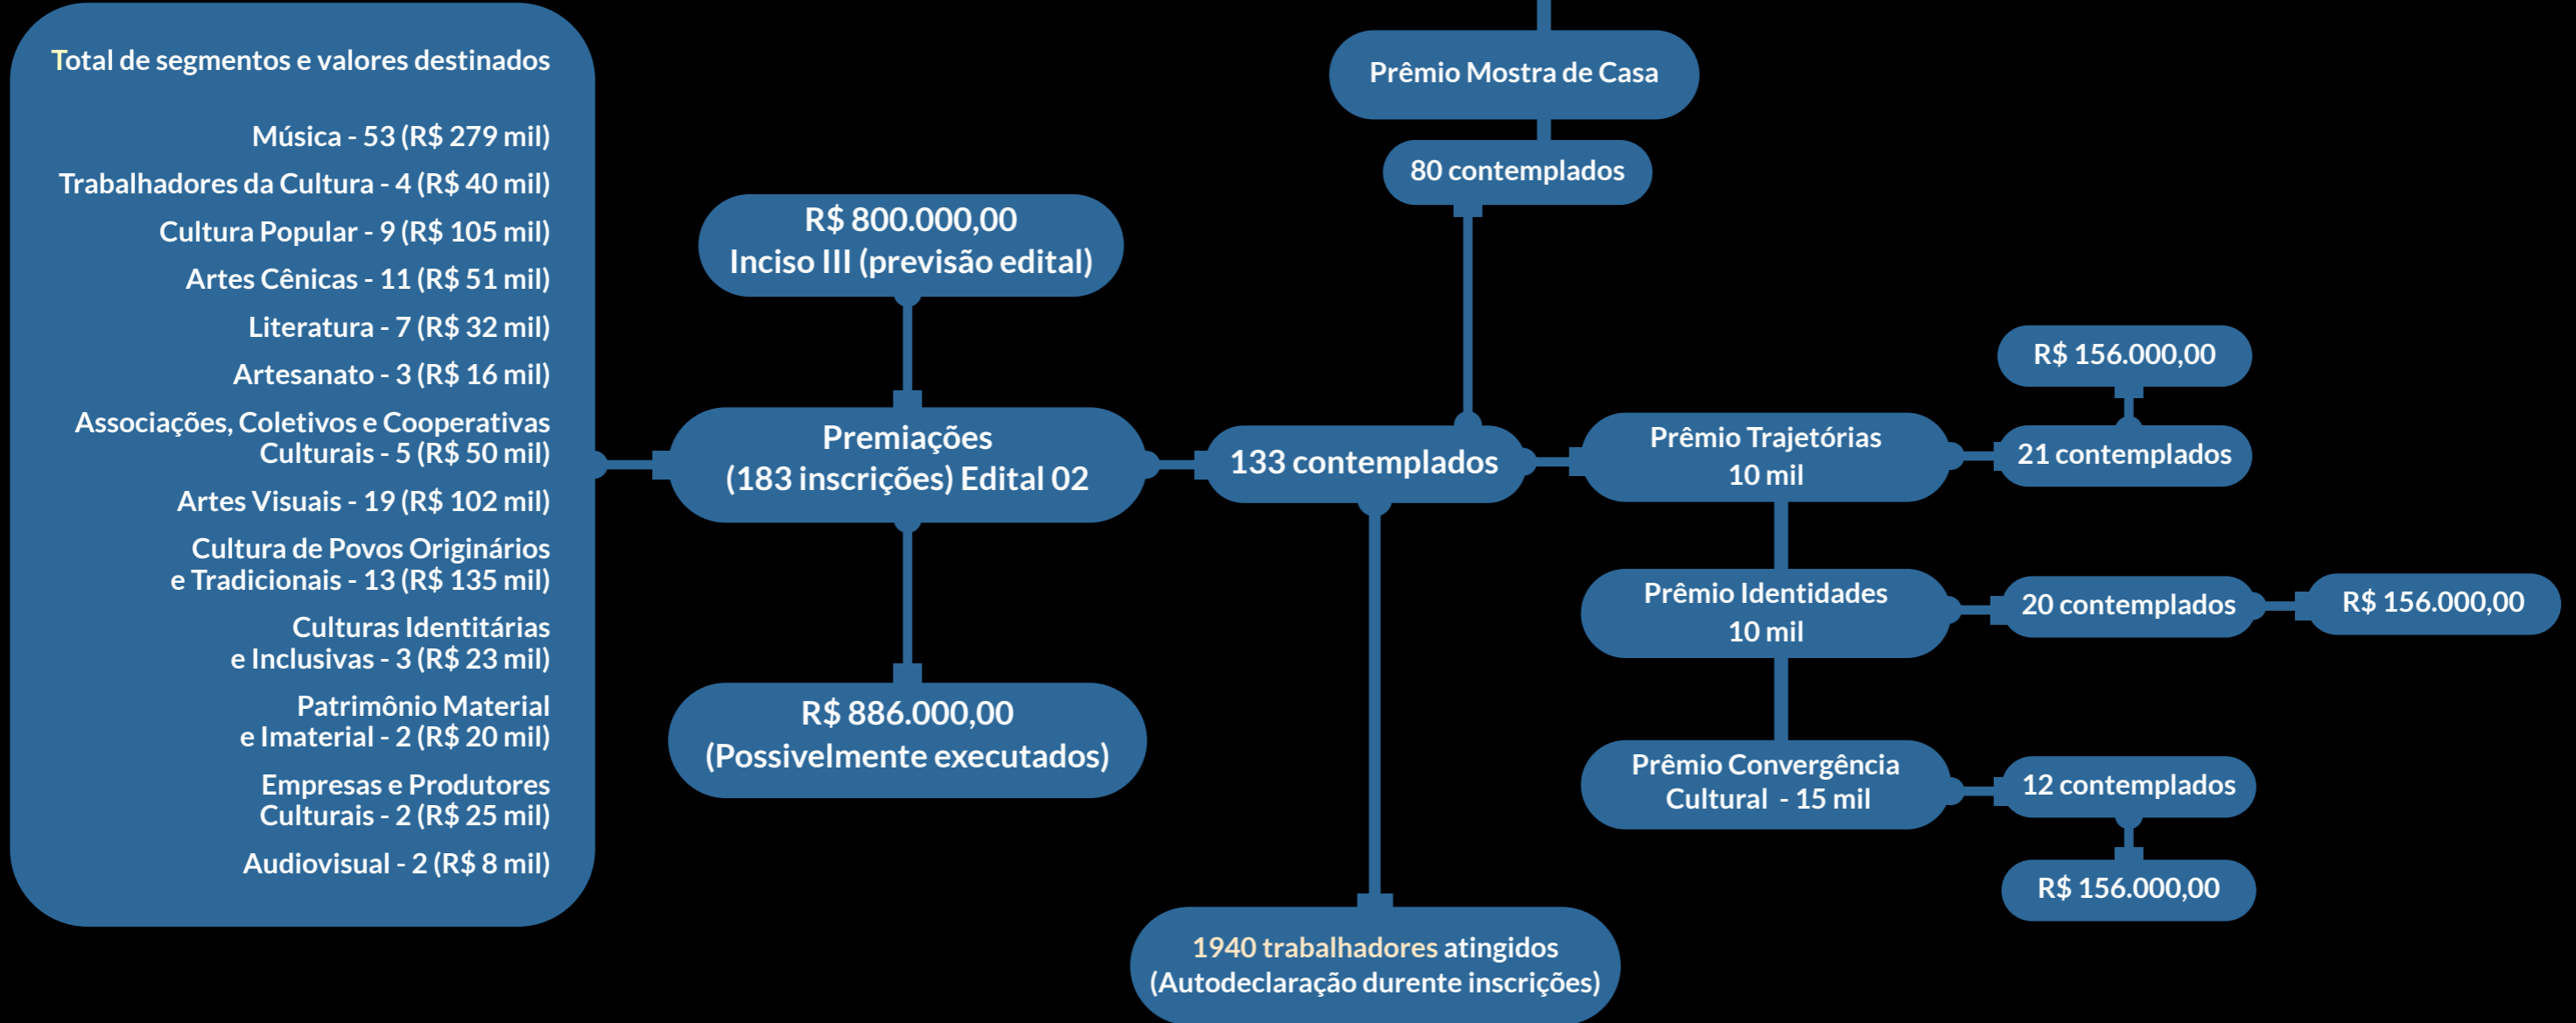 Total de segmentos e valores destinados
Música - 53 (R$ 279 mil)
Trabalhadores da Cultura - 4 (R$ 40 mil)
Cultura Popular - 9 (R$ 105 mil)
Artes Cênicas - 11 (R$ 51 mil)
Literatura - 7 (R$ 32 mil)
Artesanato - 3 (R$ 16 mil)
Associações, Coletivos e Cooperativas
Culturais - 5 (R$ 50 mil)
Artes Visuais - 19 (R$ 102 mil)
Cultura de Povos Originários
e Tradicionais - 13 (R$ 135 mil)
Culturas Identitárias
e Inclusivas - 3 (R$ 23 mil)
Patrimônio Material
e Imaterial - 2 (R$ 20 mil)
Empresas e Produtores
Culturais - 2 (R$ 25 mil)
Audiovisual - 2 (R$ 8 mil)
R$ 800.000,00
Inciso III (previsão edital)
Premiações
(183 inscrições) Edital 02
R$ 886.000,00
(Possivelmente executados)
Prêmio Mostra de Casa
80 contemplados
133 contemplados
1940 trabalhadores atingidos
(Autodeclaração durente inscrições)
Prêmio Trajetórias
10 mil
21 contemplados
R$ 156.000,00
Prêmio Identidades
10 mil
20 contemplados
R$ 156.000,00
Prêmio Convergência
Cultural - 15 mil
12 contemplados
R$ 156.000,00